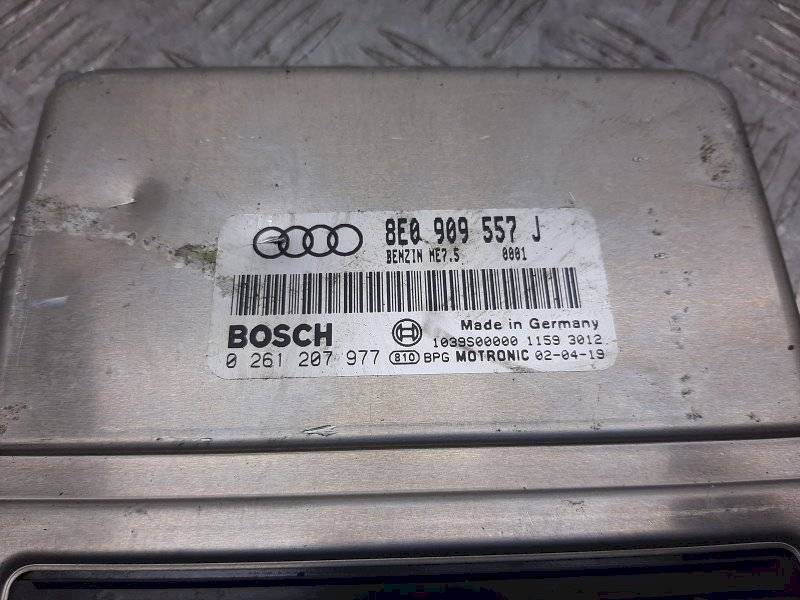 8E0 909 557 J
BENZIN ME7.5 0001
BOSCH
Made in Germany
1039S00000 1159 3012
0 261 207 977 810 BPG MOTRONIC 02-04-19